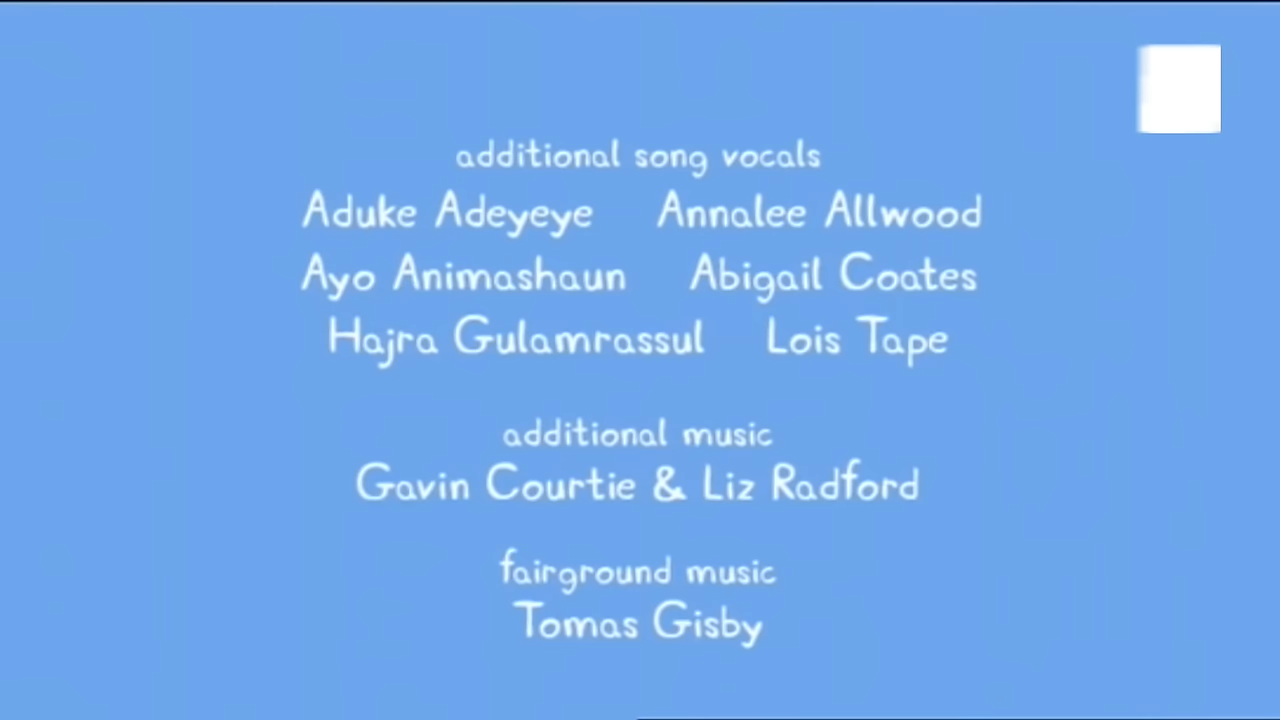 additional song vocals
Aduke Adeyeye Annalee Allwood
Ayo Animashaun Abigail Coates
Hajra Gulamrassul Lois Tape
additional music
Gavin Courtie & Liz Radford
fairground music
Tomas Gisby